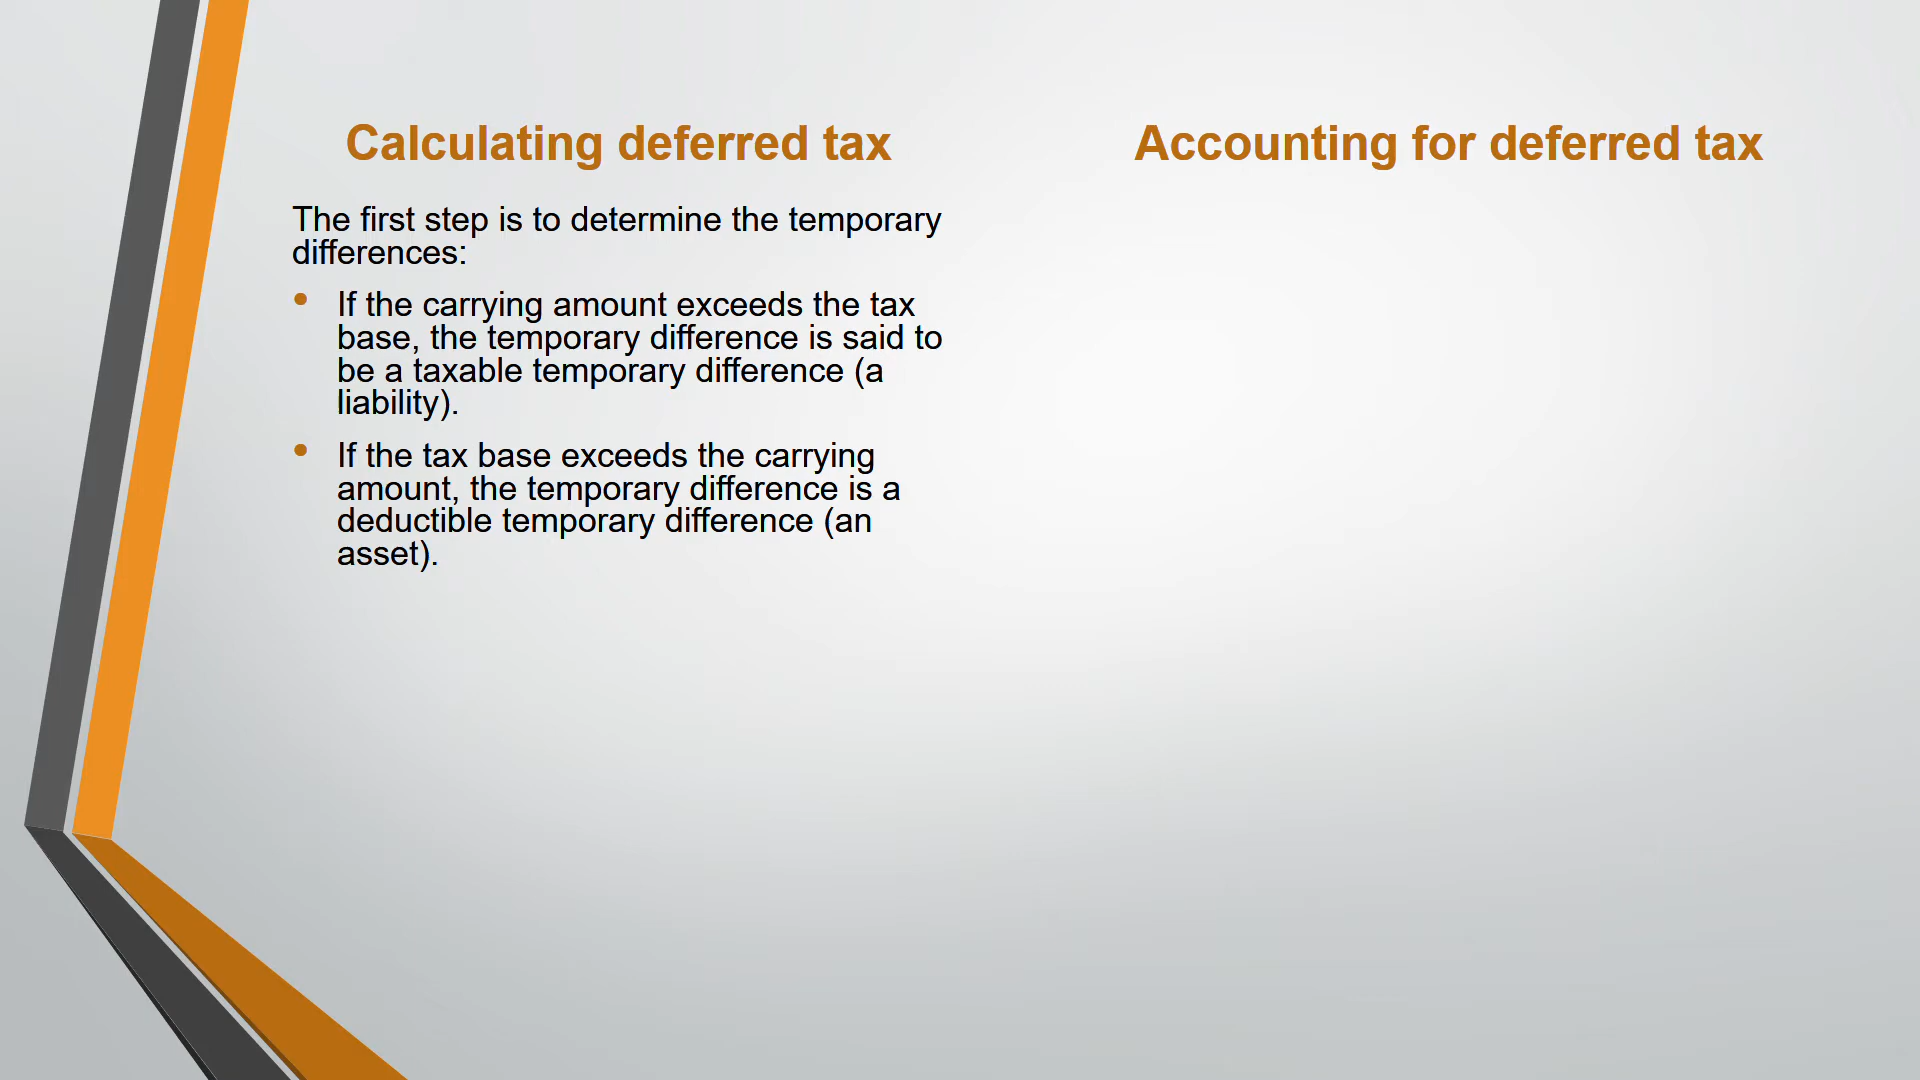 Calculating deferred tax
The first step is to determine the temporary
differences:
• If the carrying amount exceeds the tax
base, the temporary difference is said to
be a taxable temporary difference (a
liability).
• If the tax base exceeds the carrying
amount, the temporary difference is a
deductible temporary difference (an
asset).
Accounting for deferred tax